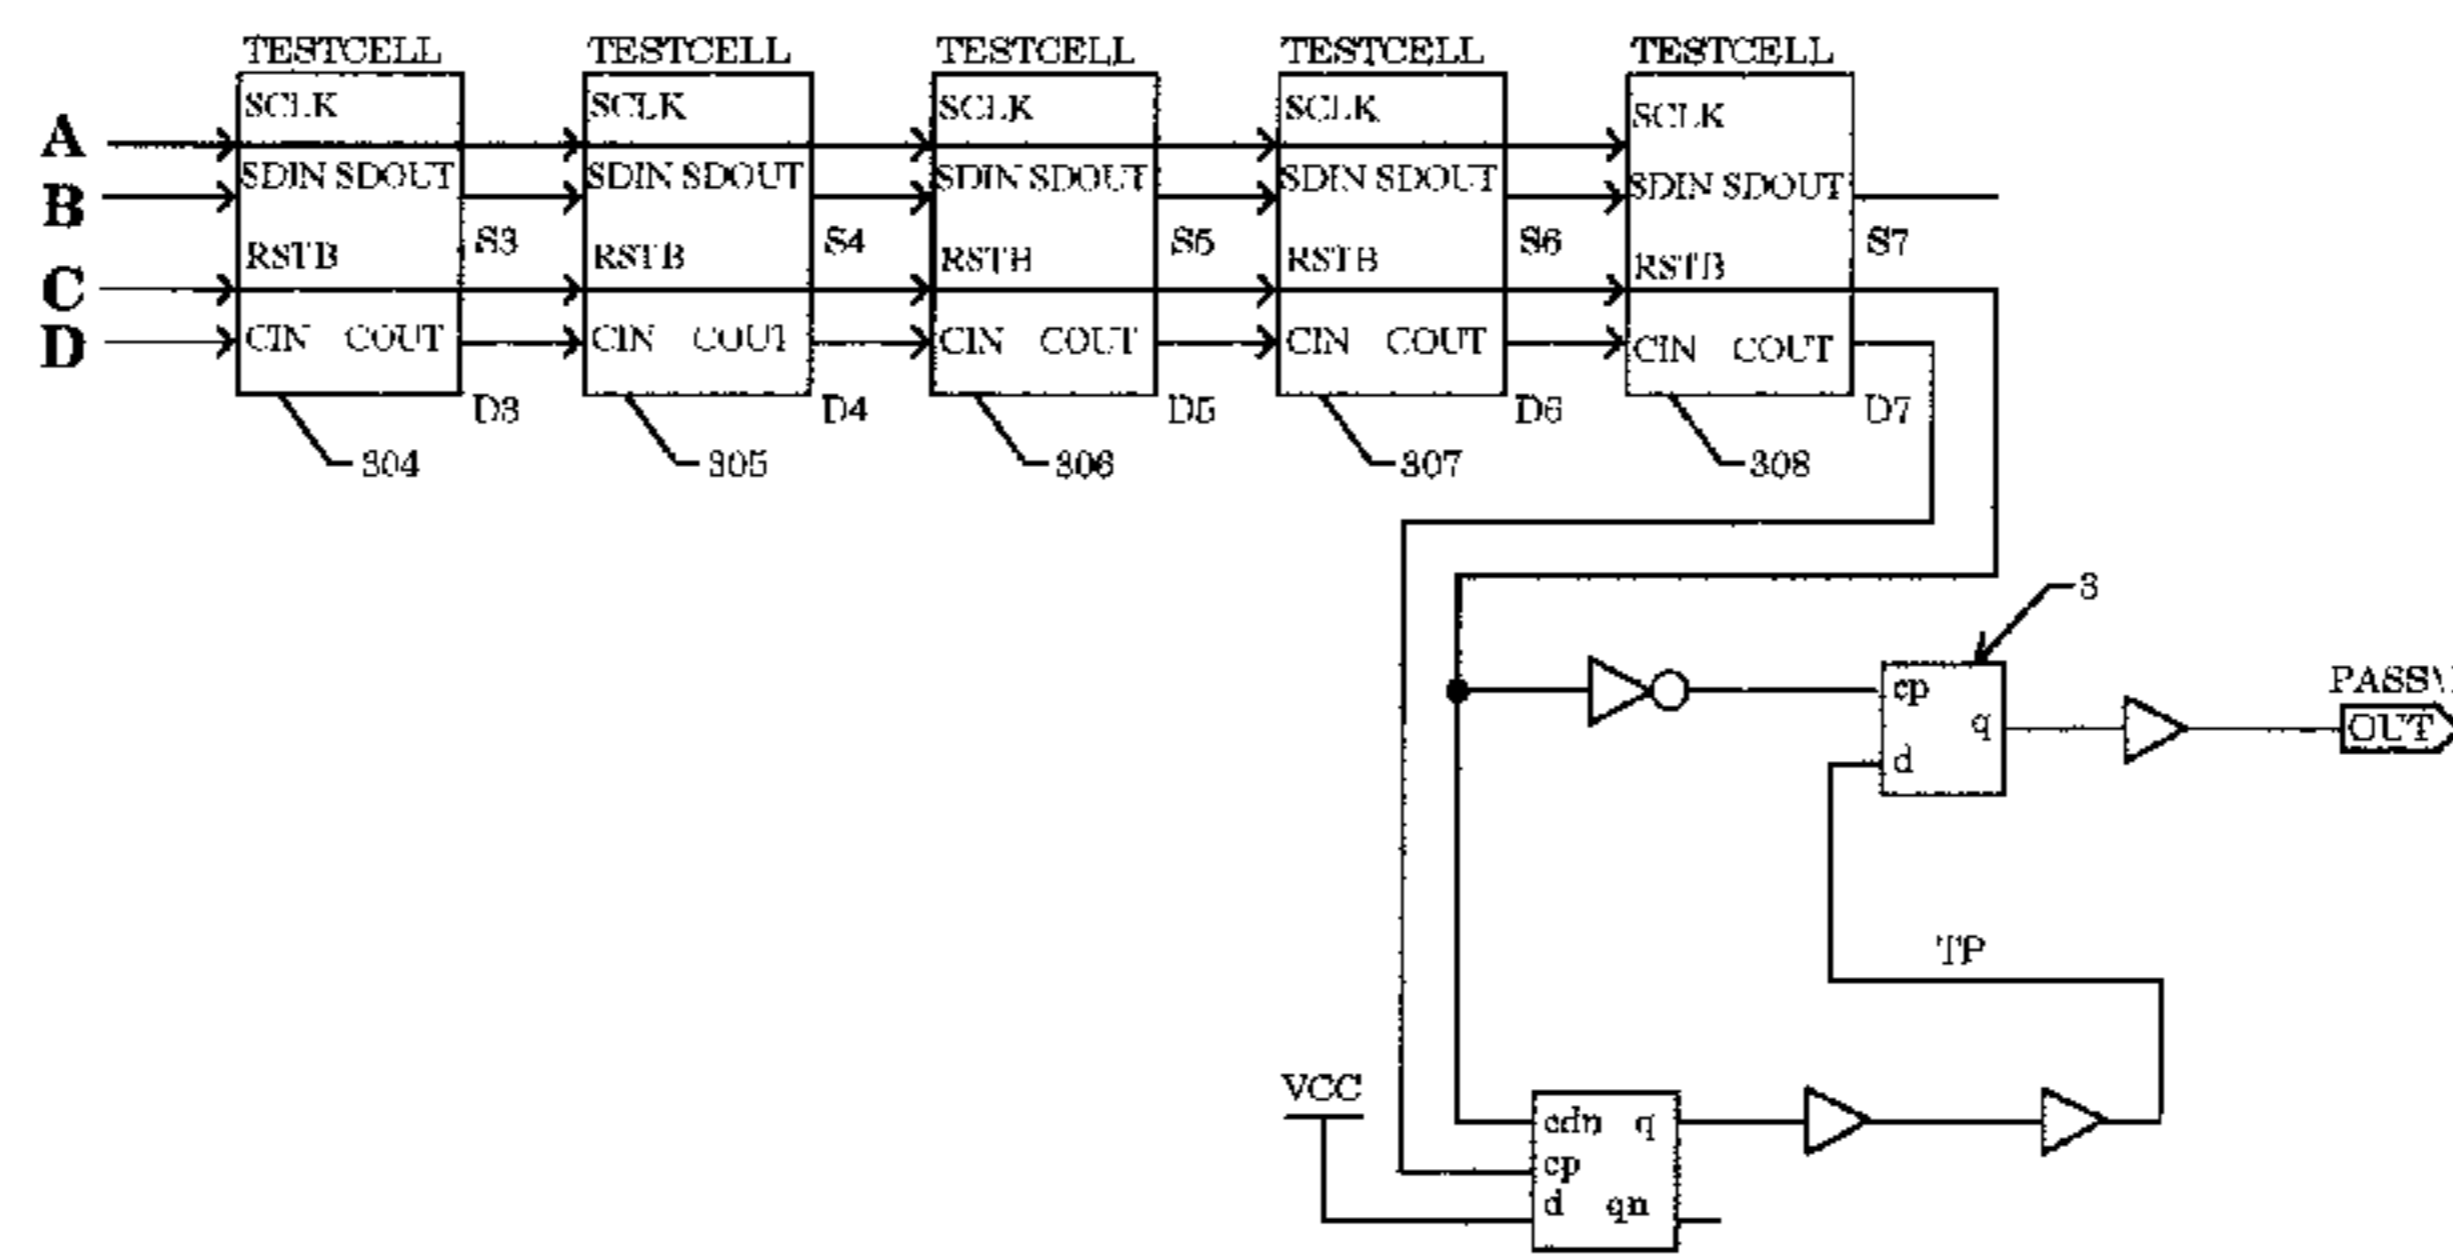 TESTCELL TESTCELL TESTCELL TESTCELL TESTCELL
SCLK SCLK SCLK SCLK SCLK
A
SDIN SDOUT SDIN SDOUT SDIN SDOUT SDIN SDOUT SDIN SDOUT
B
S3 S4 S5 S6 S7
RSTB RSTB RSTB RSTB RSTB
C
D
CIN COUT CIN COUT CIN COUT CIN COUT CIN COUT
D3 D4 D5 D6 D7
304 305 306 307 308
3
PASS\
cp
q
OUT
d
TP
VCC
cdn q
cp
d qn